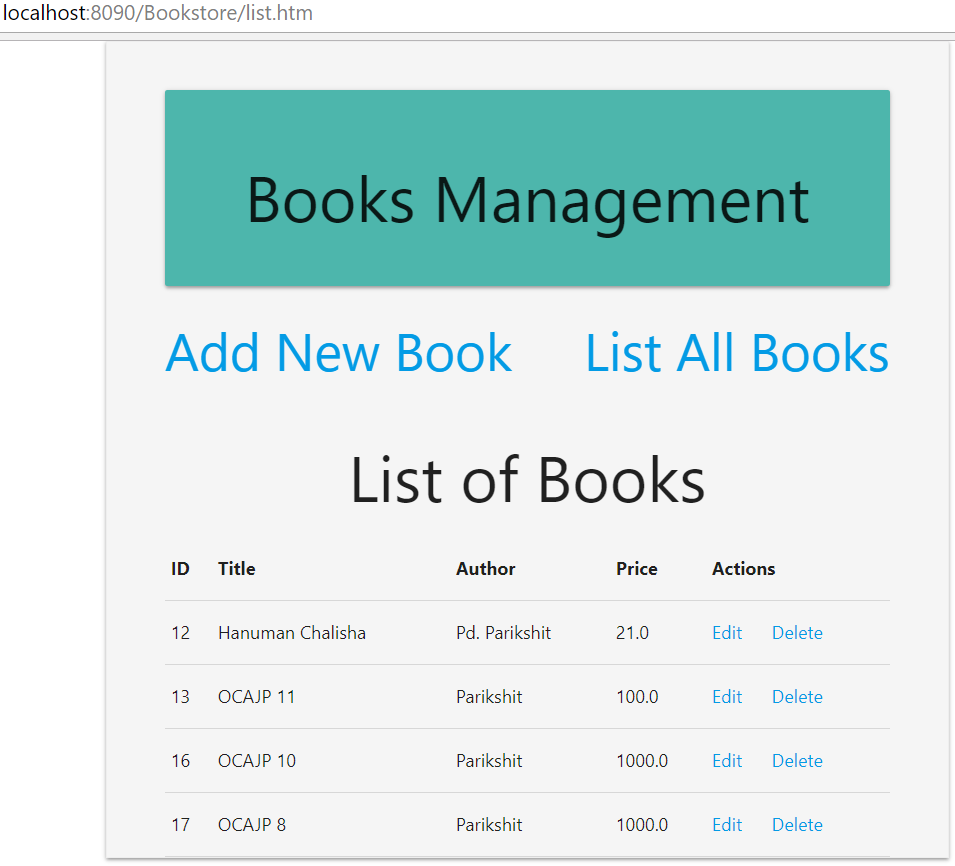 localhost:8090/Bookstore/list.htm
Books Management
Add New Book List All Books
List of Books
ID Title Author Price Actions
12 Hanuman Chalisha Pd. Parikshit 21.0 Edit Delete
13 OCAJP 11 Parikshit 100.0 Edit Delete
16 OCAJP 10 Parikshit 1000.0 Edit Delete
17 OCAJP 8 Parikshit 1000.0 Edit Delete